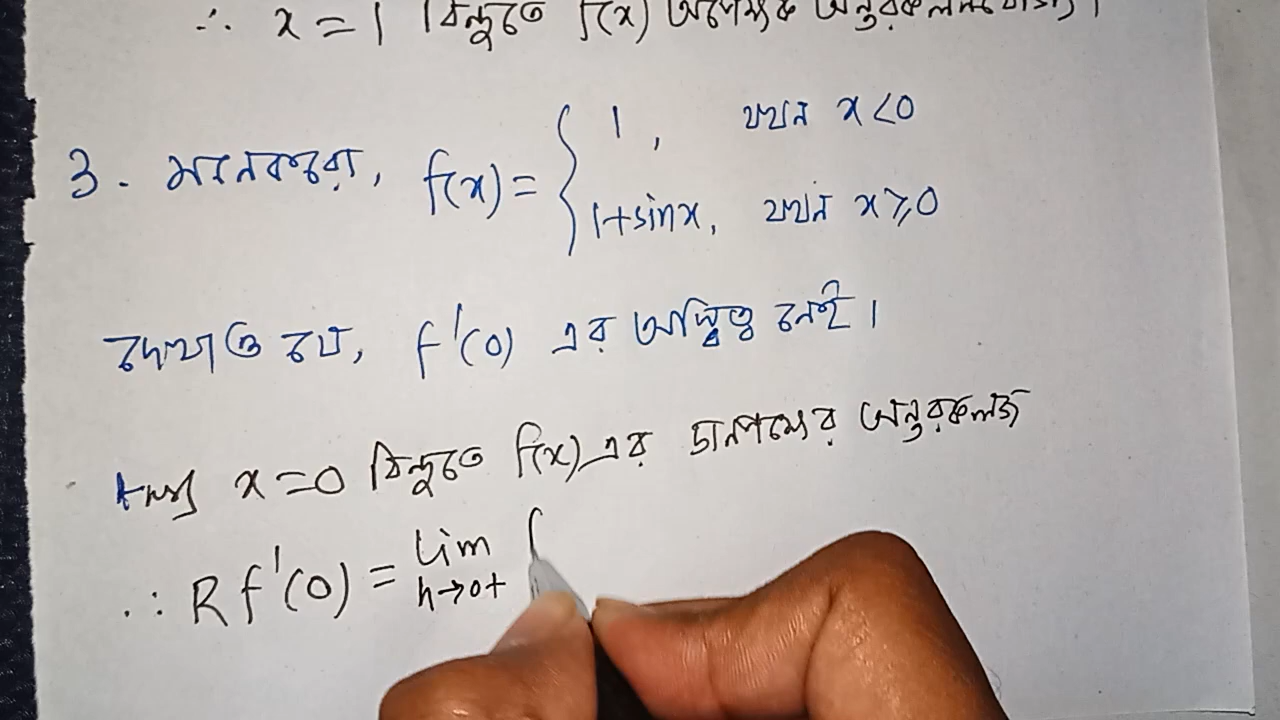 ∴ x = 1 বিন্দুতে f(x)
3. মনেকরো, f(x) = { 1, যখন x < 0
1+sinx, যখন x ⩾ 0
দেখাও যে, f'(0) এর অস্তিত্ব নেই।
x = 0 বিন্দুতে f(x) এর ডানপক্ষের অন্তরকলজ
∴ Rf'(0) = lim
h→0+